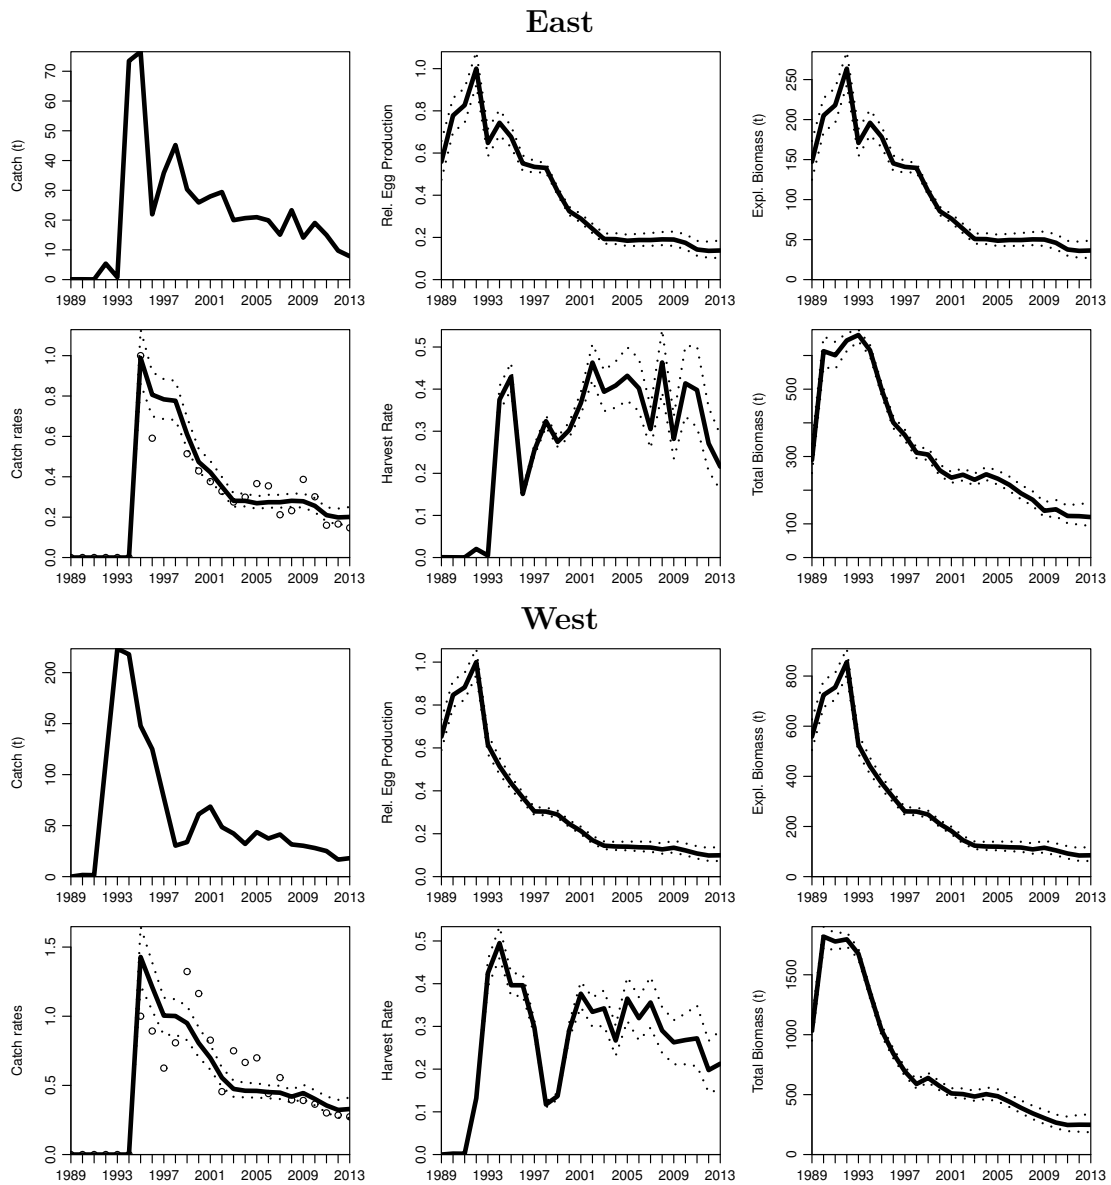 East
Catch (t)
0 10 20 30 40 50 60 70
1989 1993 1997 2001 2005 2009 2013
Rel. Egg Production
0.0 0.2 0.4 0.6 0.8 1.0
1989 1993 1997 2001 2005 2009 2013
Expl. Biomass (t)
0 50 100 150 200 250
1989 1993 1997 2001 2005 2009 2013
Catch rates
0.0 0.2 0.4 0.6 0.8 1.0
1989 1993 1997 2001 2005 2009 2013
Harvest Rate
0.0 0.1 0.2 0.3 0.4 0.5
1989 1993 1997 2001 2005 2009 2013
Total Biomass (t)
0 100 300 500
1989 1993 1997 2001 2005 2009 2013
West
Catch (t)
0 50 100 150 200
1989 1993 1997 2001 2005 2009 2013
Rel. Egg Production
0.0 0.2 0.4 0.6 0.8 1.0
1989 1993 1997 2001 2005 2009 2013
Expl. Biomass (t)
0 200 400 600 800
1989 1993 1997 2001 2005 2009 2013
Catch rates
0.0 0.5 1.0 1.5
1989 1993 1997 2001 2005 2009 2013
Harvest Rate
0.0 0.1 0.2 0.3 0.4 0.5
1989 1993 1997 2001 2005 2009 2013
Total Biomass (t)
0 500 1000 1500
1989 1993 1997 2001 2005 2009 2013